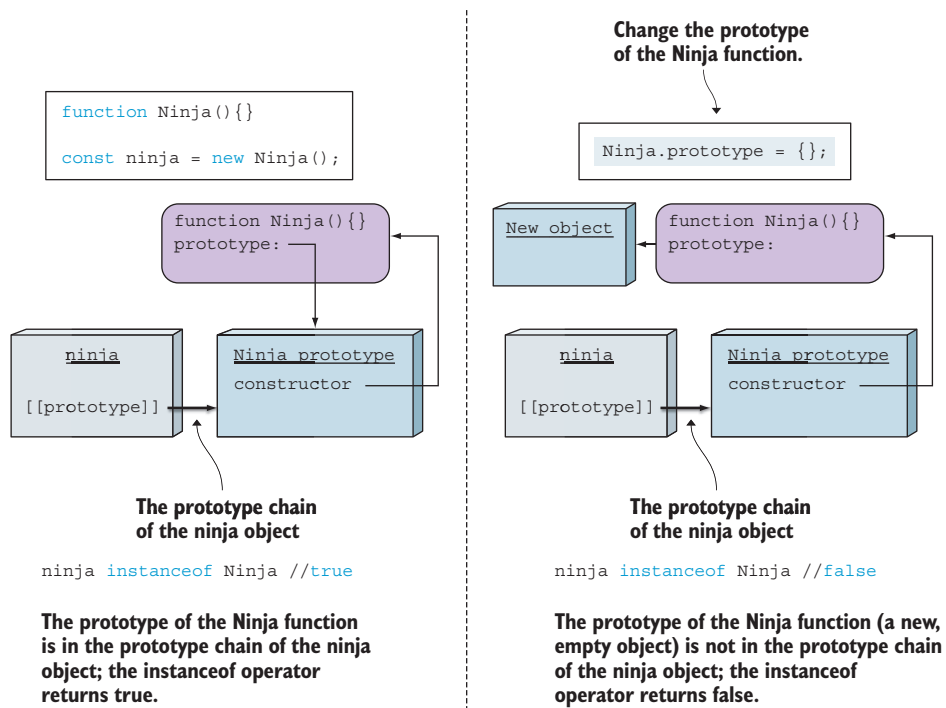 function Ninja(){}
const ninja = new Ninja();
function Ninja(){}
prototype:
ninja
[[prototype]]
Ninja prototype
constructor
The prototype chain
of the ninja object
ninja instanceof Ninja //true
The prototype of the Ninja function
is in the prototype chain of the ninja
object; the instanceof operator
returns true.
Change the prototype
of the Ninja function.
Ninja.prototype = {};
New object
function Ninja(){}
prototype:
ninja
[[prototype]]
Ninja prototype
constructor
The prototype chain
of the ninja object
ninja instanceof Ninja //false
The prototype of the Ninja function (a new,
empty object) is not in the prototype chain
of the ninja object; the instanceof
operator returns false.